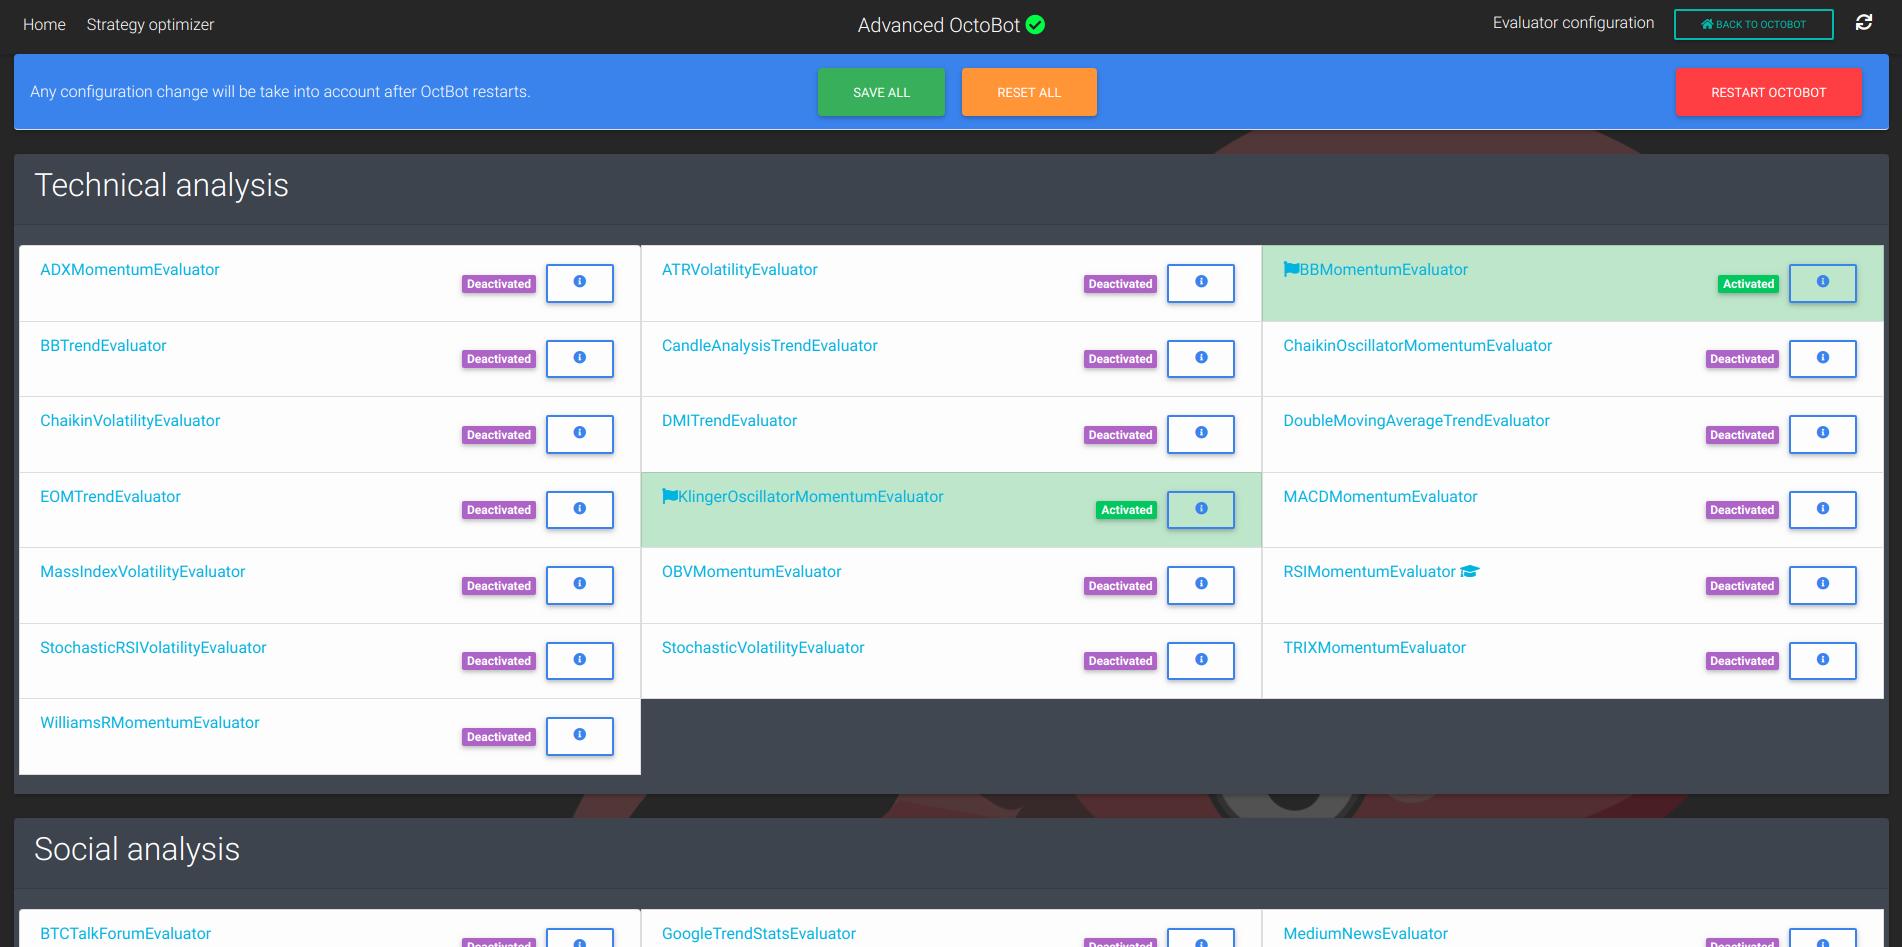 Home Strategy optimizer Advanced OctoBot Evaluator configuration BACK TO OCTOBOT
Any configuration change will be take into account after OctBot restarts. SAVE ALL RESET ALL RESTART OCTOBOT
Technical analysis
ADXMomentumEvaluator Deactivated ATRVolatilityEvaluator Deactivated BBMomentumEvaluator Activated
BBTrendEvaluator Deactivated CandleAnalysisTrendEvaluator Deactivated ChaikinOscillatorMomentumEvaluator Deactivated
ChaikinVolatilityEvaluator Deactivated DMITrendEvaluator Deactivated DoubleMovingAverageTrendEvaluator Deactivated
EOMTrendEvaluator Deactivated KlingerOscillatorMomentumEvaluator Activated MACDMomentumEvaluator Deactivated
MassIndexVolatilityEvaluator Deactivated OBVMomentumEvaluator Deactivated RSIMomentumEvaluator Deactivated
StochasticRSIVolatilityEvaluator Deactivated StochasticVolatilityEvaluator Deactivated TRIXMomentumEvaluator Deactivated
WilliamsRMomentumEvaluator Deactivated
Social analysis
BTCTalkForumEvaluator Deactivated GoogleTrendStatsEvaluator Deactivated MediumNewsEvaluator Deactivated